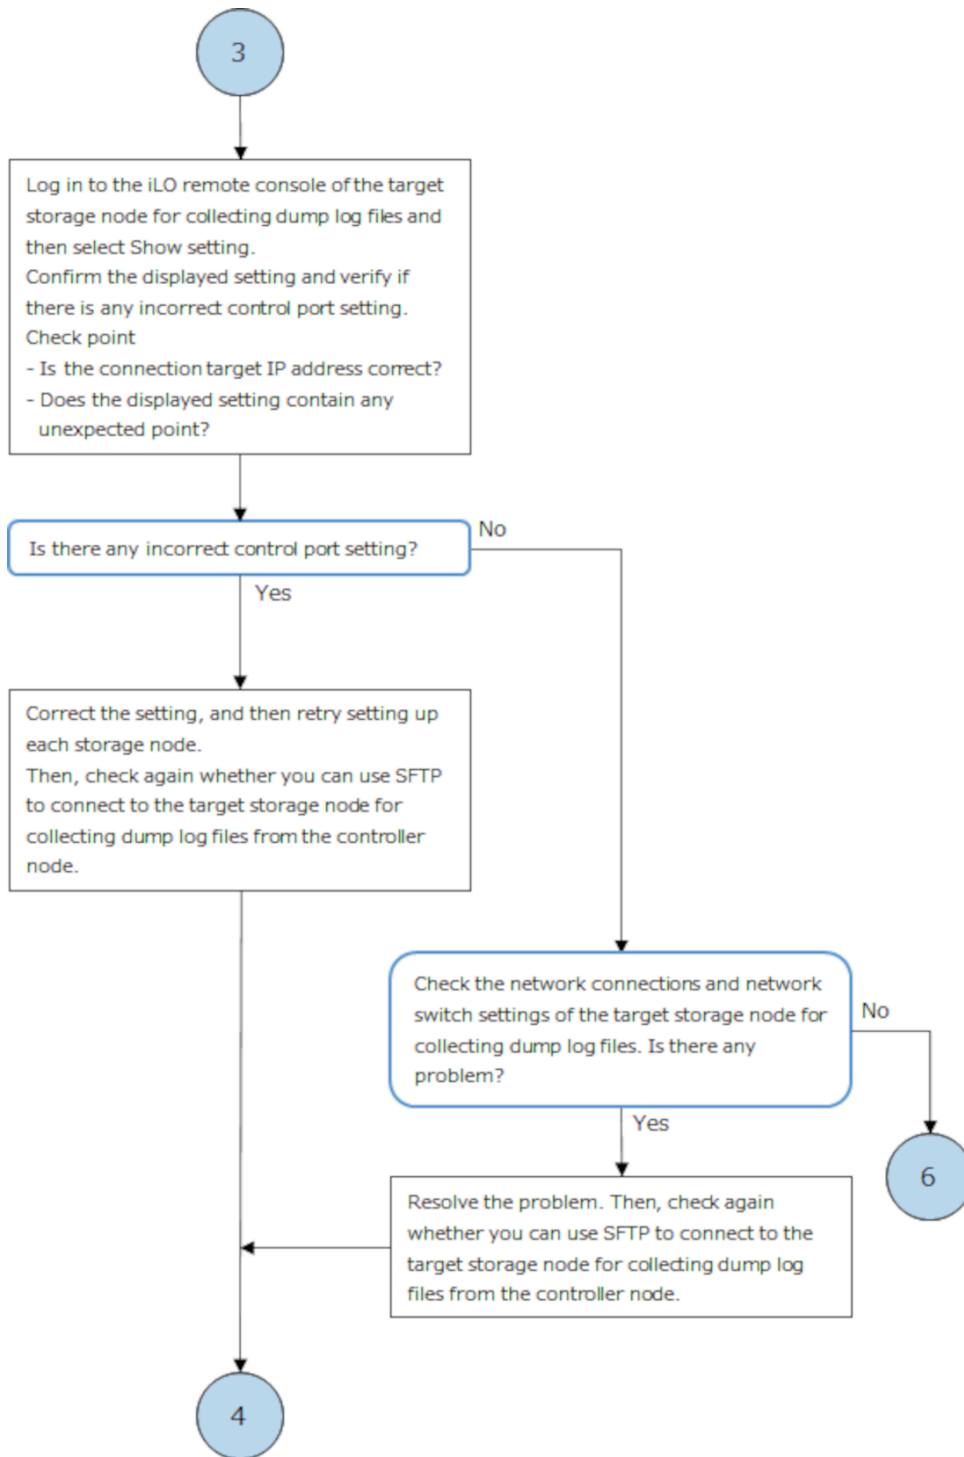 3
Log in to the iLO remote console of the target
storage node for collecting dump log files and
then select Show setting.
Confirm the displayed setting and verify if
there is any incorrect control port setting.
Check point
- Is the connection target IP address correct?
- Does the displayed setting contain any
unexpected point?
Is there any incorrect control port setting?
No
Yes
Correct the setting, and then retry setting up
each storage node.
Then, check again whether you can use SFTP
to connect to the target storage node for
collecting dump log files from the controller
node.
Check the network connections and network
switch settings of the target storage node for
collecting dump log files. Is there any
problem?
No
Yes
6
Resolve the problem. Then, check again
whether you can use SFTP to connect to the
target storage node for collecting dump log
files from the controller node.
4